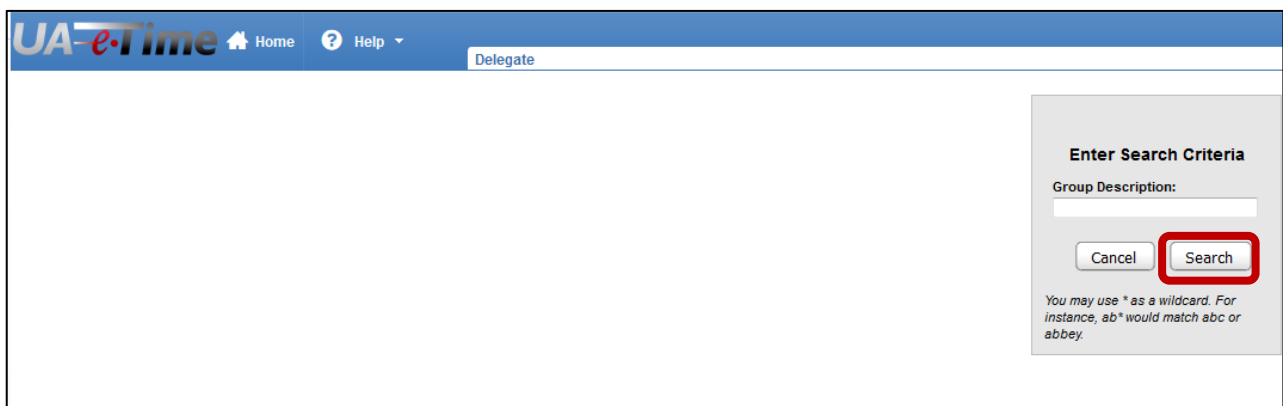 UA-e•Time Home ? Help
Delegate
Enter Search Criteria
Group Description:
Cancel Search
You may use * as a wildcard. For
instance, ab* would match abc or
abbey.